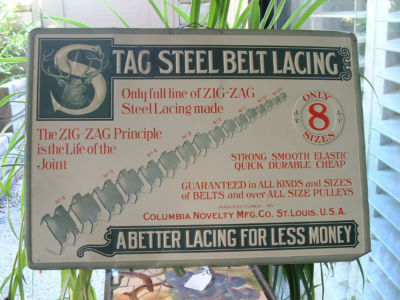 STAG STEEL BELT LACING
Only full line of ZIG-ZAG
Steel Lacing made
ONLY
8
SIZES
The ZIG-ZAG Principle
is the Life of the
Joint
STRONG SMOOTH ELASTIC
QUICK DURABLE CHEAP
GUARANTEED in ALL KINDS and SIZES
of BELTS and over ALL SIZE PULLEYS
MANUFACTURED BY
COLUMBIA NOVELTY MFG. CO. ST. LOUIS. U.S.A.
A BETTER LACING FOR LESS MONEY